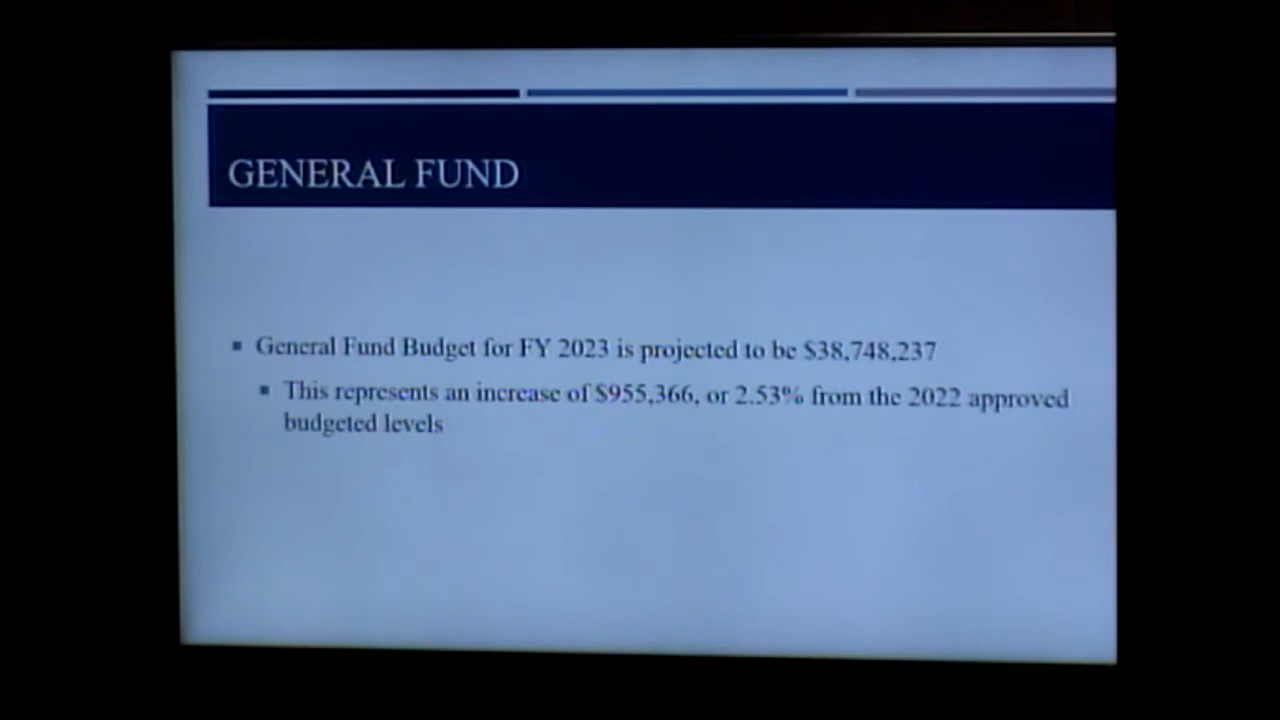 GENERAL FUND
▪ General Fund Budget for FY 2023 is projected to be $38,748,237
▪ This represents an increase of $955,366, or 2.53% from the 2022 approved
budgeted levels